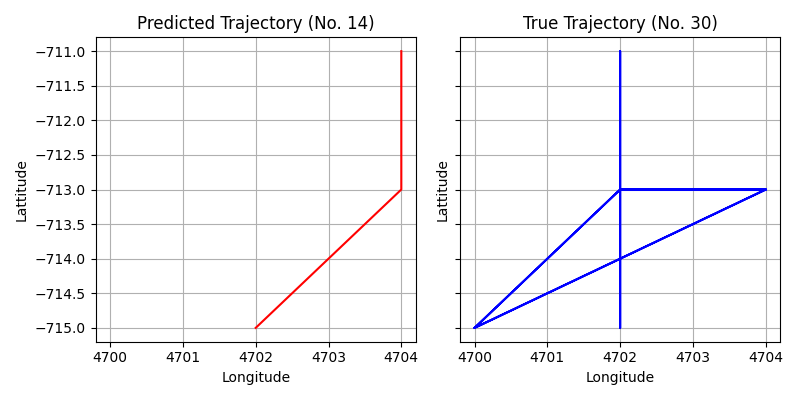 Predicted Trajectory (No. 14)
True Trajectory (No. 30)
−711.0
−711.5
−712.0
−712.5
−713.0
−713.5
−714.0
−714.5
−715.0
Lattitude
Lattitude
4700 4701 4702 4703 4704
4700 4701 4702 4703 4704
Longitude
Longitude